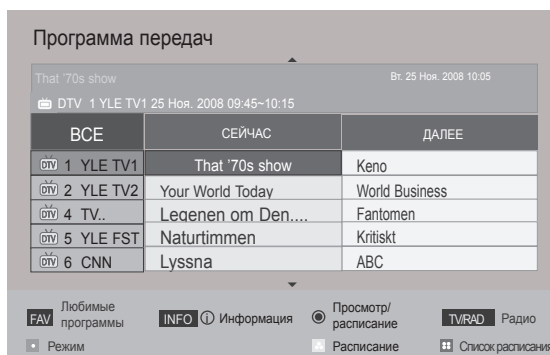 Программа передач
That '70s show Вт. 25 Ноя. 2008 10:05
DTV 1 YLE TV1 25 Ноя. 2008 09:45~10:15
ВСЕ СЕЙЧАС ДАЛЕЕ
DTV 1 YLE TV1 That '70s show Keno
DTV 2 YLE TV2 Your World Today World Business
DTV 4 TV.. Legenen om Den.... Fantomen
DTV 5 YLE FST Naturtimmen Kritiskt
DTV 6 CNN Lyssna ABC
FAV Любимые программы INFO i Информация Просмотр/ расписание TV/RAD Радио
Режим Расписание Список расписания